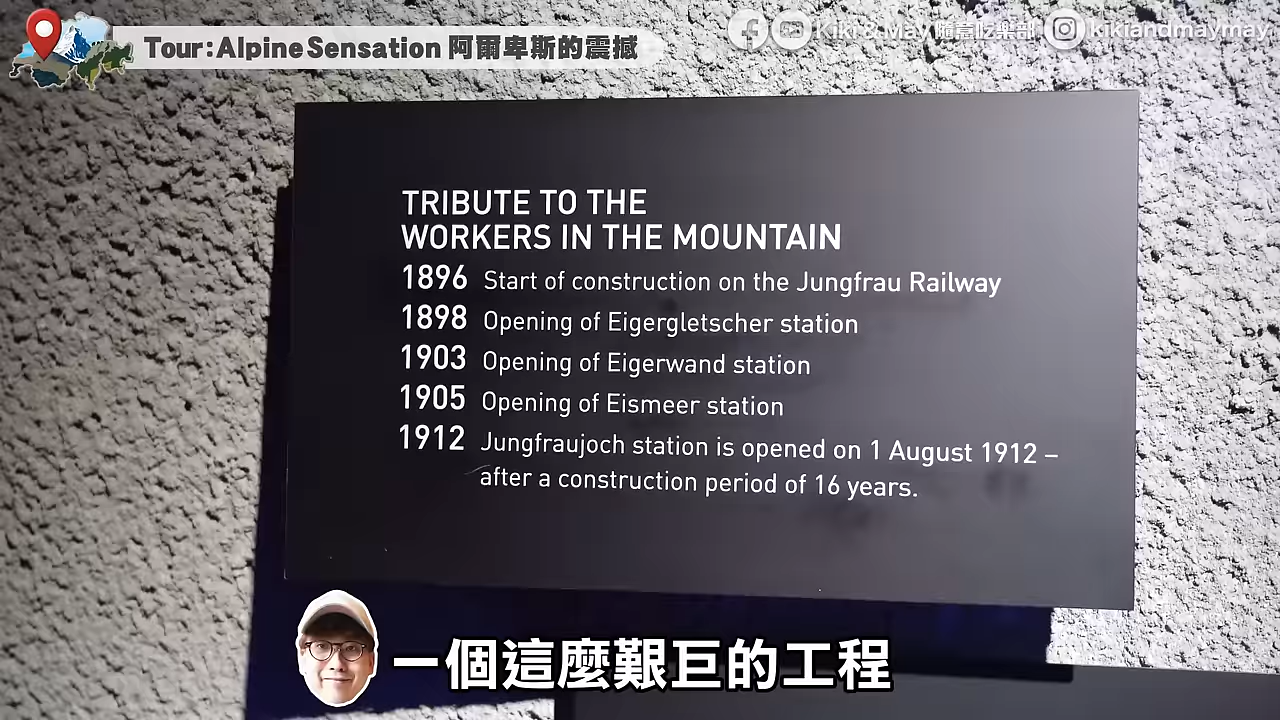 Tour:Alpine Sensation 阿爾卑斯的震撼
Kiki & May 隨意吃樂部 kikiandmaymay
TRIBUTE TO THE
WORKERS IN THE MOUNTAIN
1896 Start of construction on the Jungfrau Railway
1898 Opening of Eigergletscher station
1903 Opening of Eigerwand station
1905 Opening of Eismeer station
1912 Jungfraujoch station is opened on 1 August 1912 –
after a construction period of 16 years.
一個這麼艱巨的工程